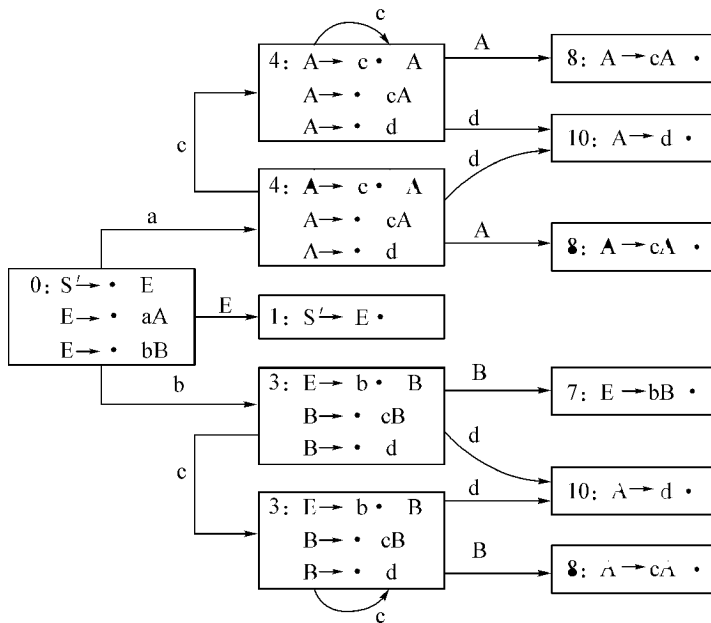 c
4: A→ c· A
A→· cA
A→· d
A
8: A→cA ·
d
10: A→d ·
c
d
4: A→ c· A
A→· cA
A→· d
a
A
8: A→cA ·
0: S′→· E
E→· aA
E→· bB
E
1: S′→ E·
b
3: E→ b· B
B→· cB
B→· d
B
7: E→bB ·
c
d
d
10: A→d ·
3: E→ b· B
B→· cB
B→· d
B
8: A→cA ·
c